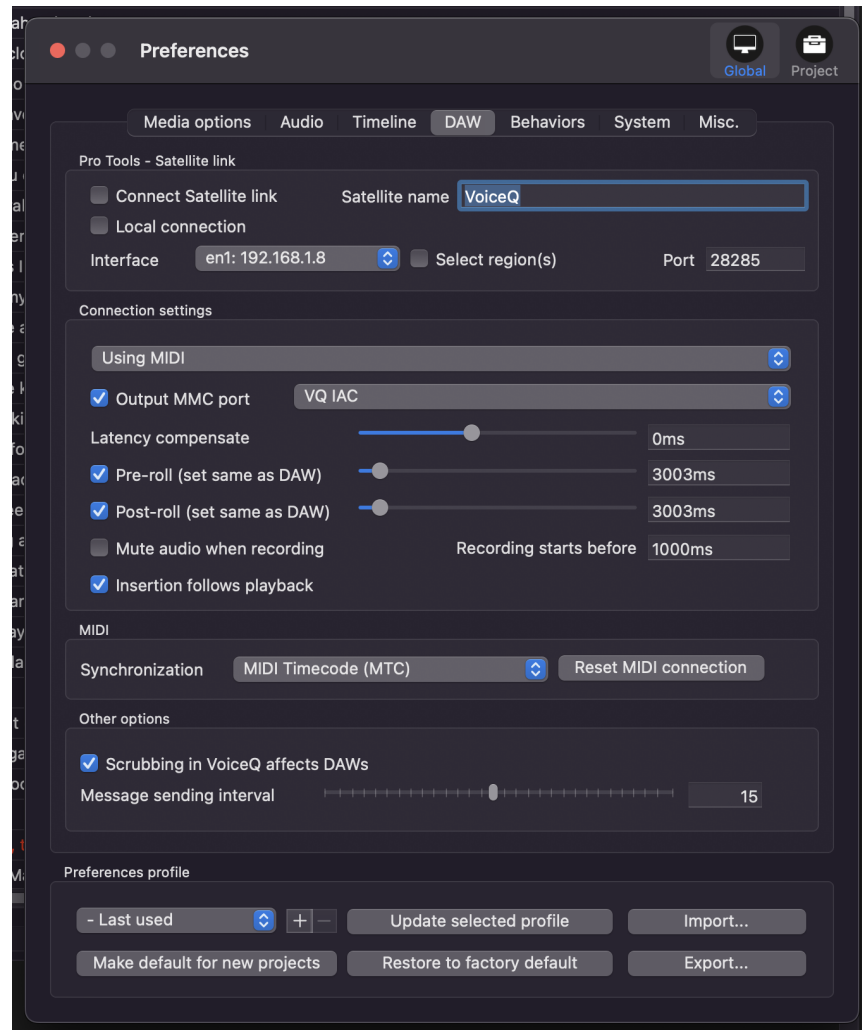 Preferences
Global
Project
Media options Audio Timeline DAW Behaviors System Misc.
Pro Tools - Satellite link
Connect Satellite link Satellite name VoiceQ
Local connection
Interface en1: 192.168.1.8 Select region(s) Port 28285
Connection settings
Using MIDI
Output MMC port VQ IAC
Latency compensate 0ms
Pre-roll (set same as DAW) 3003ms
Post-roll (set same as DAW) 3003ms
Mute audio when recording Recording starts before 1000ms
Insertion follows playback
MIDI
Synchronization MIDI Timecode (MTC) Reset MIDI connection
Other options
Scrubbing in VoiceQ affects DAWs
Message sending interval 15
Preferences profile
- Last used + − Update selected profile Import...
Make default for new projects Restore to factory default Export...